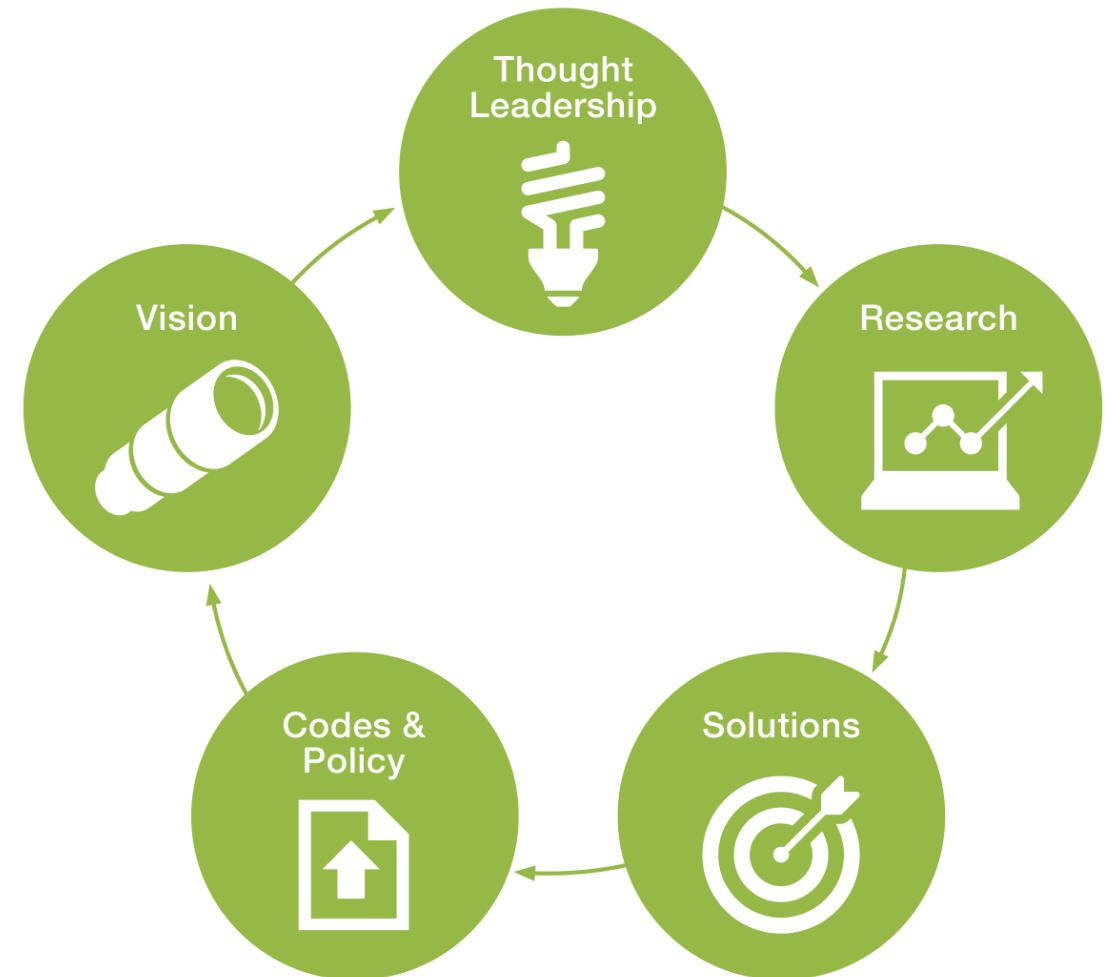 Thought
Leadership
Research
Solutions
Codes &
Policy
Vision